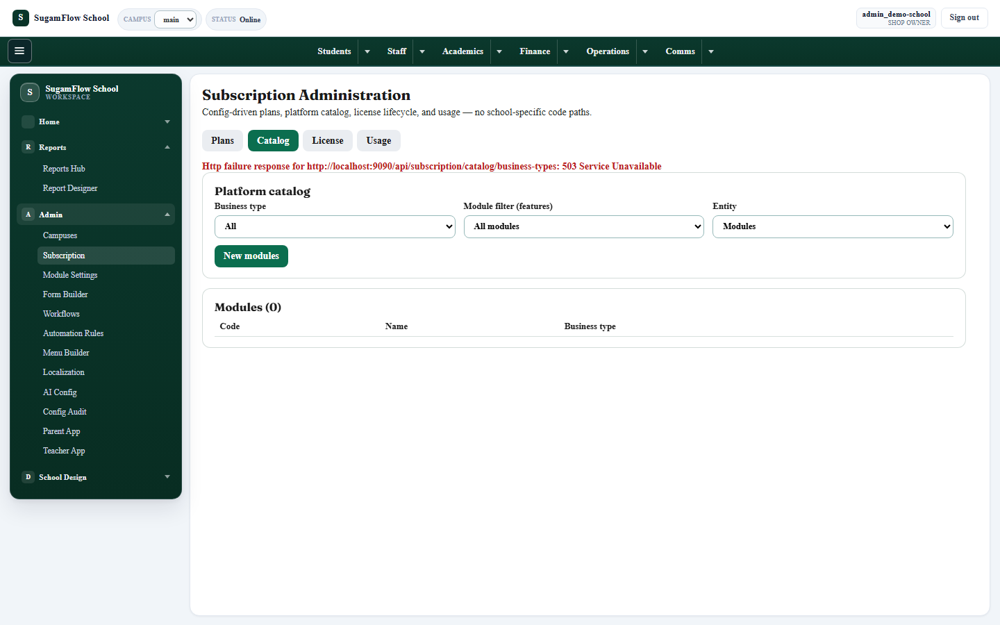 S SugamFlow School CAMPUS main STATUS Online admin_demo-school SHOP OWNER Sign out
Students Staff Academics Finance Operations Comms
S SugamFlow School
WORKSPACE
Home
R Reports
Reports Hub
Report Designer
A Admin
Campuses
Subscription
Module Settings
Form Builder
Workflows
Automation Rules
Menu Builder
Localization
AI Config
Config Audit
Parent App
Teacher App
D School Design
Subscription Administration
Config-driven plans, platform catalog, license lifecycle, and usage — no school-specific code paths.
Plans Catalog License Usage
Http failure response for http://localhost:9090/api/subscription/catalog/business-types: 503 Service Unavailable
Platform catalog
Business type Module filter (features) Entity
All All modules Modules
New modules
Modules (0)
Code Name Business type